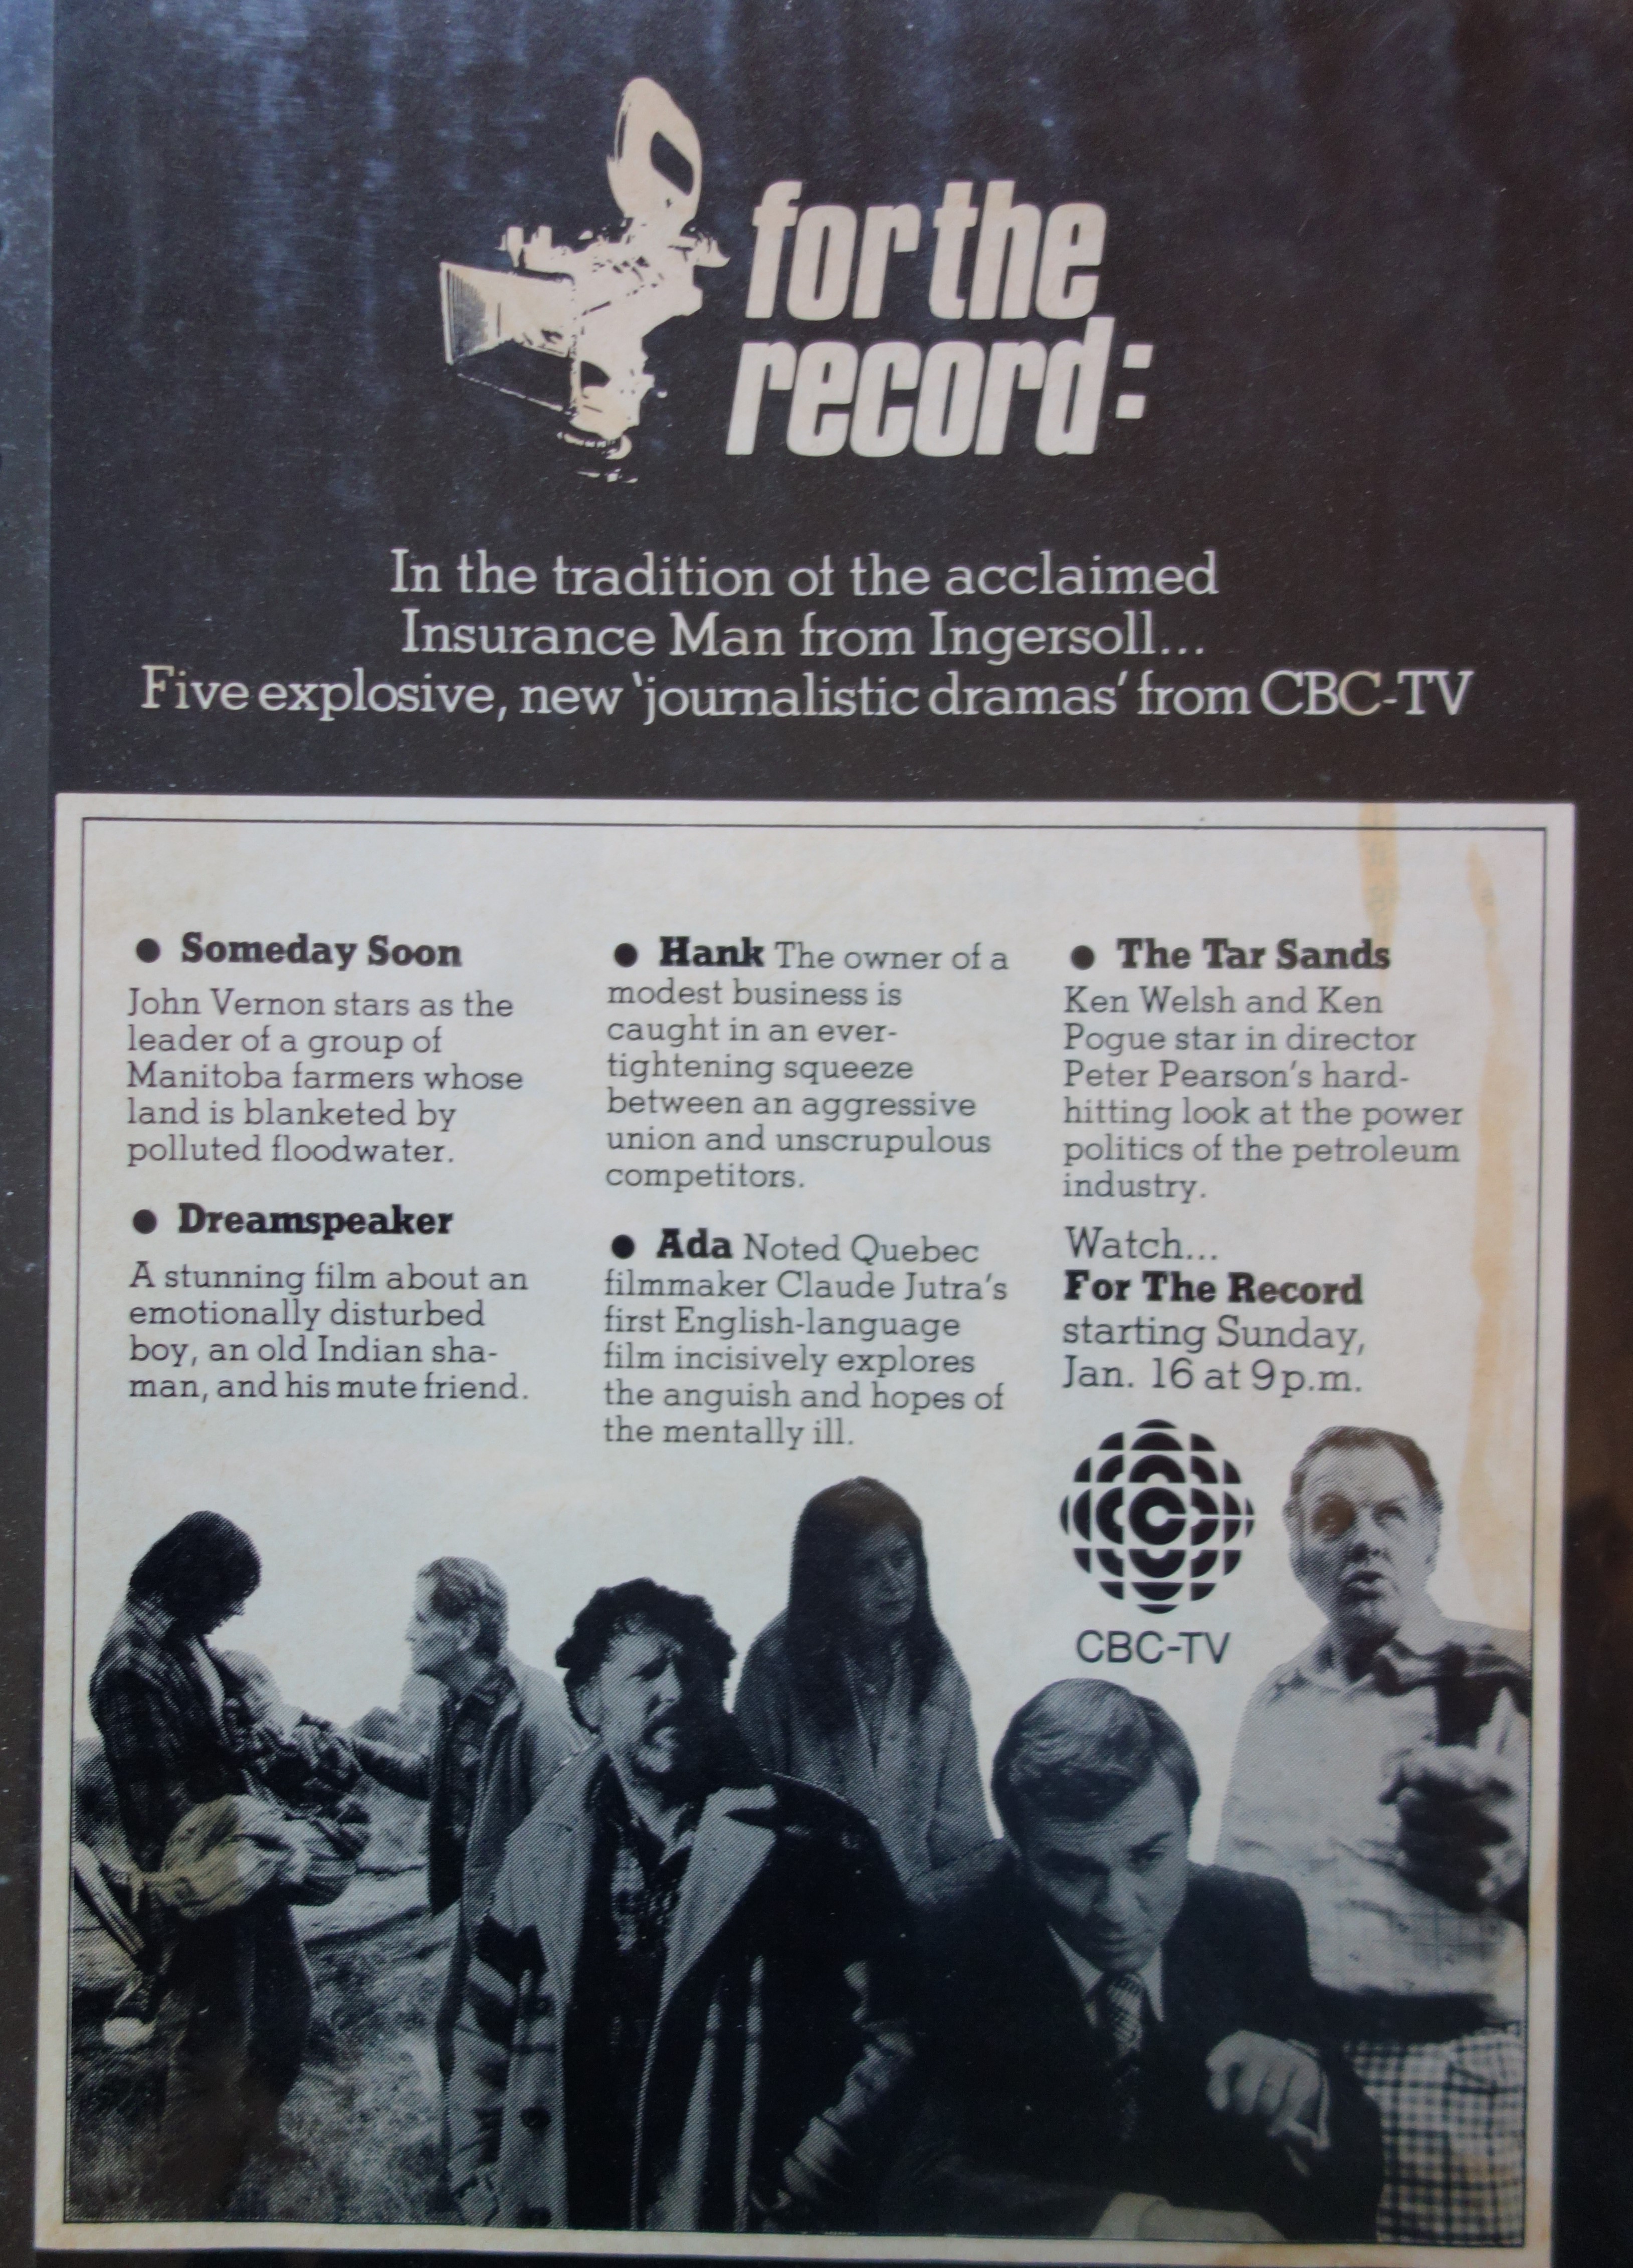 for the
record:
In the tradition of the acclaimed
Insurance Man from Ingersoll...
Five explosive, new 'journalistic dramas' from CBC-TV
● Someday Soon
John Vernon stars as the
leader of a group of
Manitoba farmers whose
land is blanketed by
polluted floodwater.
● Dreamspeaker
A stunning film about an
emotionally disturbed
boy, an old Indian sha-
man, and his mute friend.
● Hank The owner of a
modest business is
caught in an ever-
tightening squeeze
between an aggressive
union and unscrupulous
competitors.
● Ada Noted Quebec
filmmaker Claude Jutra's
first English-language
film incisively explores
the anguish and hopes of
the mentally ill.
● The Tar Sands
Ken Welsh and Ken
Pogue star in director
Peter Pearson's hard-
hitting look at the power
politics of the petroleum
industry.
Watch...
For The Record
starting Sunday,
Jan. 16 at 9 p.m.
CBC-TV